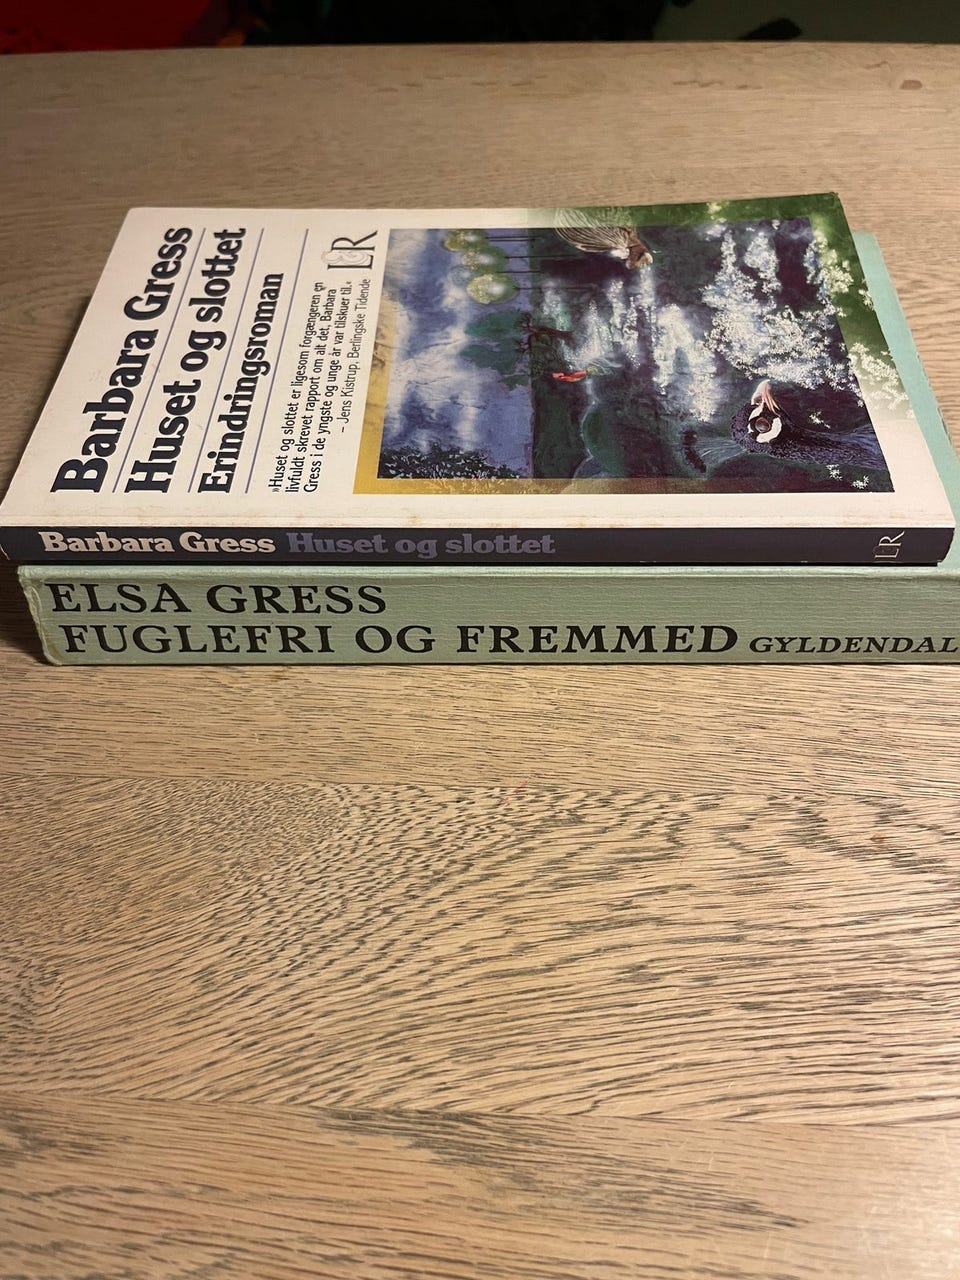 Barbara Gress
Huset og slottet
Erindringsroman
»Huset og slottet er ligesom forgængeren en
livfuldt skrevet rapport om alt det, Barbara
Gress i de yngste og unge år var tilskuer til.«
– Jens Kistrup, Berlingske Tidende
LR
Barbara Gress Huset og slottet LR
ELSA GRESS
FUGLEFRI OG FREMMED GYLDENDAL